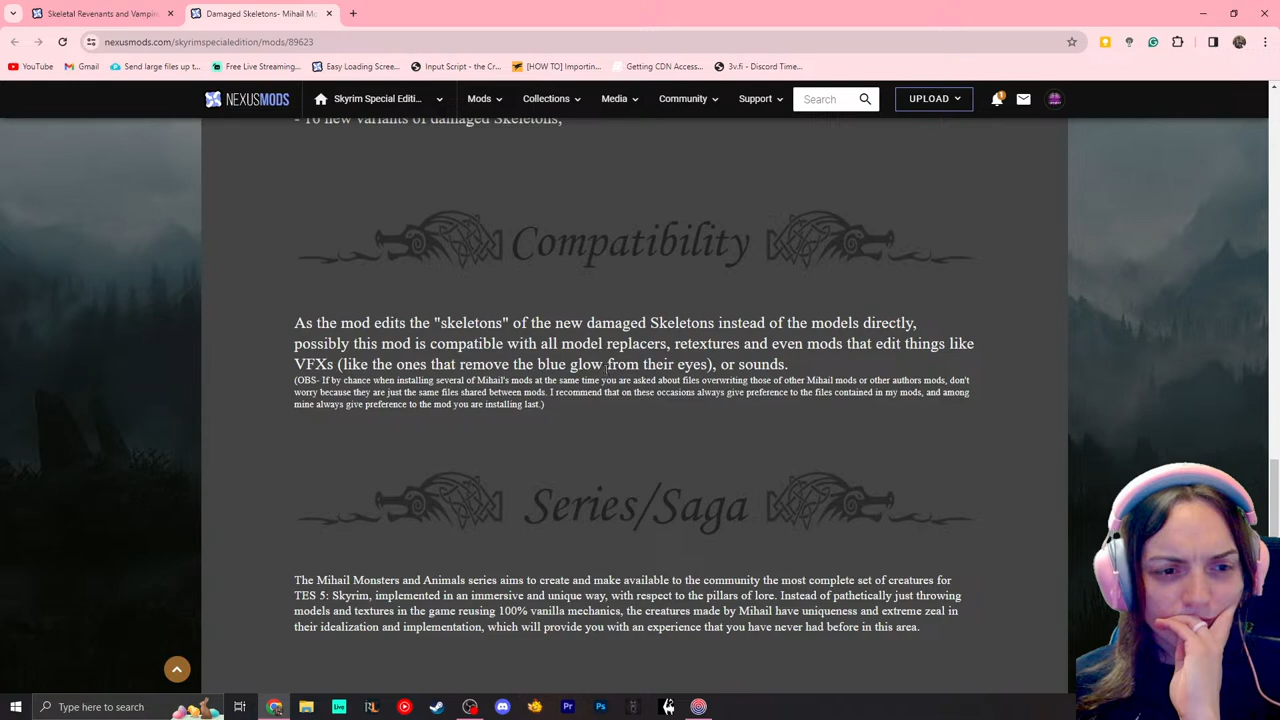 Skeletal Revenants and Vampir
Damaged Skeletons- Mihail Mo
nexusmods.com/skyrimspecialedition/mods/89623
YouTube
Gmail
Send large files up t...
Free Live Streaming...
Easy Loading Scree...
Input Script - the Cr...
[HOW TO] Importin...
Getting CDN Access...
3v.fi - Discord Time...
NEXUSMODS
Skyrim Special Editi...
Mods
Collections
Media
Community
Support
Search
UPLOAD
- 16 new variants of damaged Skeletons;
Compatibility
As the mod edits the "skeletons" of the new damaged Skeletons instead of the models directly,
possibly this mod is compatible with all model replacers, retextures and even mods that edit things like
VFXs (like the ones that remove the blue glow from their eyes), or sounds.
(OBS- If by chance when installing several of Mihail's mods at the same time you are asked about files overwriting those of other Mihail mods or other authors mods, don't
worry because they are just the same files shared between mods. I recommend that on these occasions always give preference to the files contained in my mods, and among
mine always give preference to the mod you are installing last.)
Series/Saga
The Mihail Monsters and Animals series aims to create and make available to the community the most complete set of creatures for
TES 5: Skyrim, implemented in an immersive and unique way, with respect to the pillars of lore. Instead of pathetically just throwing
models and textures in the game reusing 100% vanilla mechanics, the creatures made by Mihail have uniqueness and extreme zeal in
their idealization and implementation, which will provide you with an experience that you have never had before in this area.
Type here to search
Live
Pr
Ps